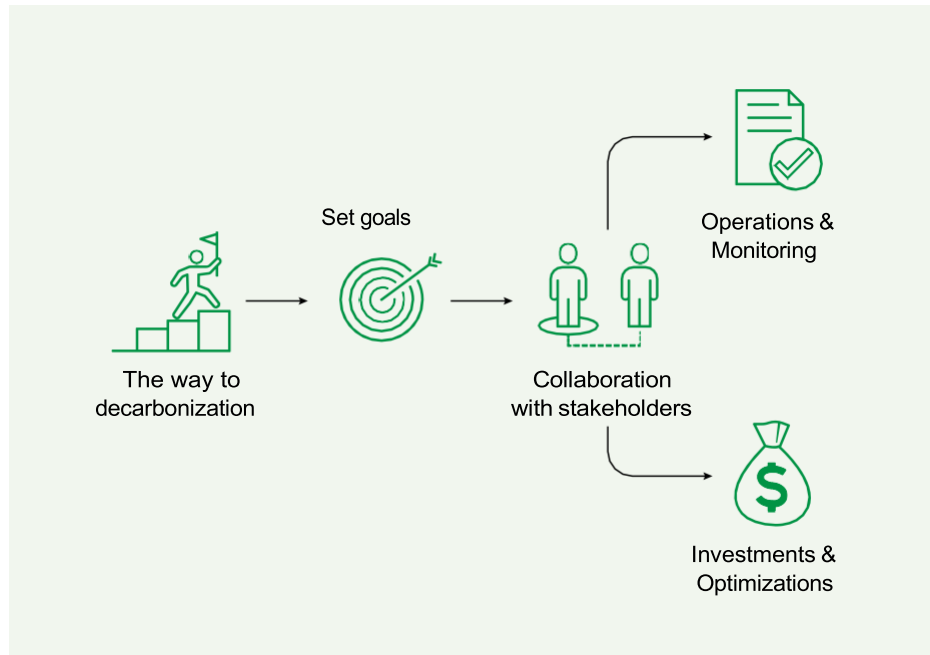 Set goals
The way to
decarbonization
Collaboration
with stakeholders
Operations &
Monitoring
$
Investments &
Optimizations